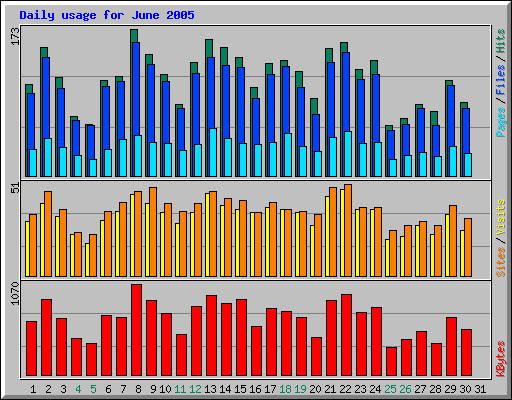 Daily usage for June 2005
173
Pages/Files/Hits
51
Sites/Visits
1070
KBytes
1 2 3 4 5 6 7 8 9 10 11 12 13 14 15 16 17 18 19 20 21 22 23 24 25 26 27 28 29 30 31